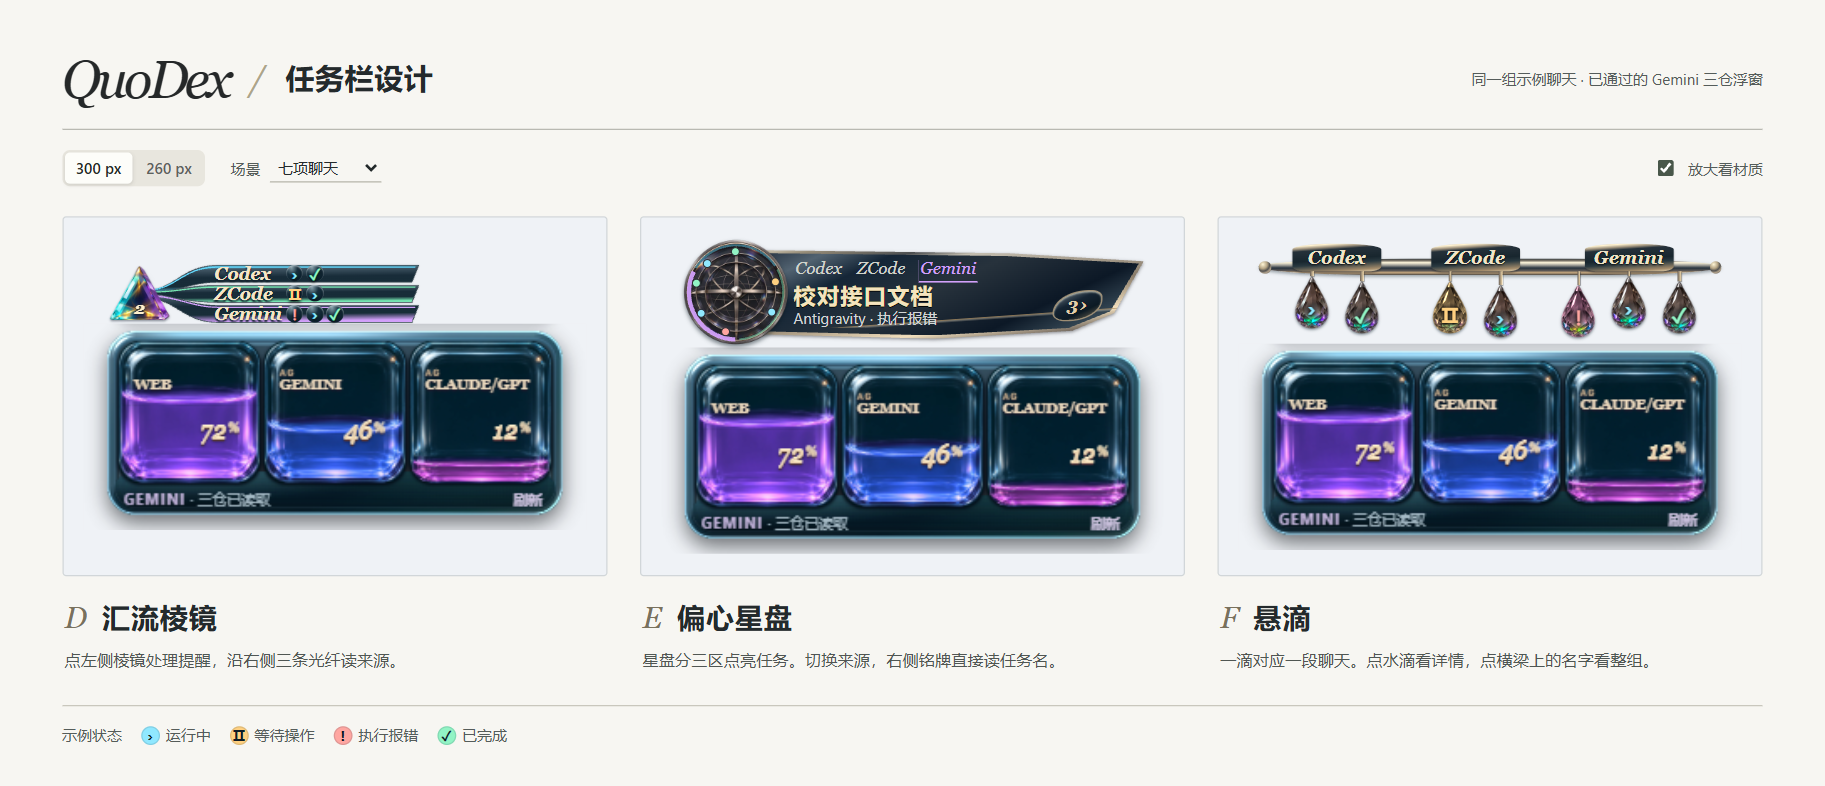 QuoDex / 任务栏设计
同一组示例聊天 · 已通过的 Gemini 三仓浮窗
300 px 260 px 场景 七项聊天
放大看材质
Codex › ✓
ZCode II ›
Gemini ! › ✓
2
WEB
72%
AG
GEMINI
46%
CLAUDE/GPT
12%
GEMINI · 三仓已读取 刷新
Codex ZCode Gemini
校对接口文档
Antigravity · 执行报错
3›
WEB
72%
AG
GEMINI
46%
AG
CLAUDE/GPT
12%
GEMINI · 三仓已读取 刷新
Codex ZCode Gemini
› ✓ II › ! › ✓
WEB
72%
AG
GEMINI
46%
AG
CLAUDE/GPT
12%
GEMINI · 三仓已读取 刷新
D 汇流棱镜
点左侧棱镜处理提醒，沿右侧三条光纤读来源。
E 偏心星盘
星盘分三区点亮任务。切换来源，右侧铭牌直接读任务名。
F 悬滴
一滴对应一段聊天。点水滴看详情，点横梁上的名字看整组。
示例状态 › 运行中 II 等待操作 ! 执行报错 ✓ 已完成